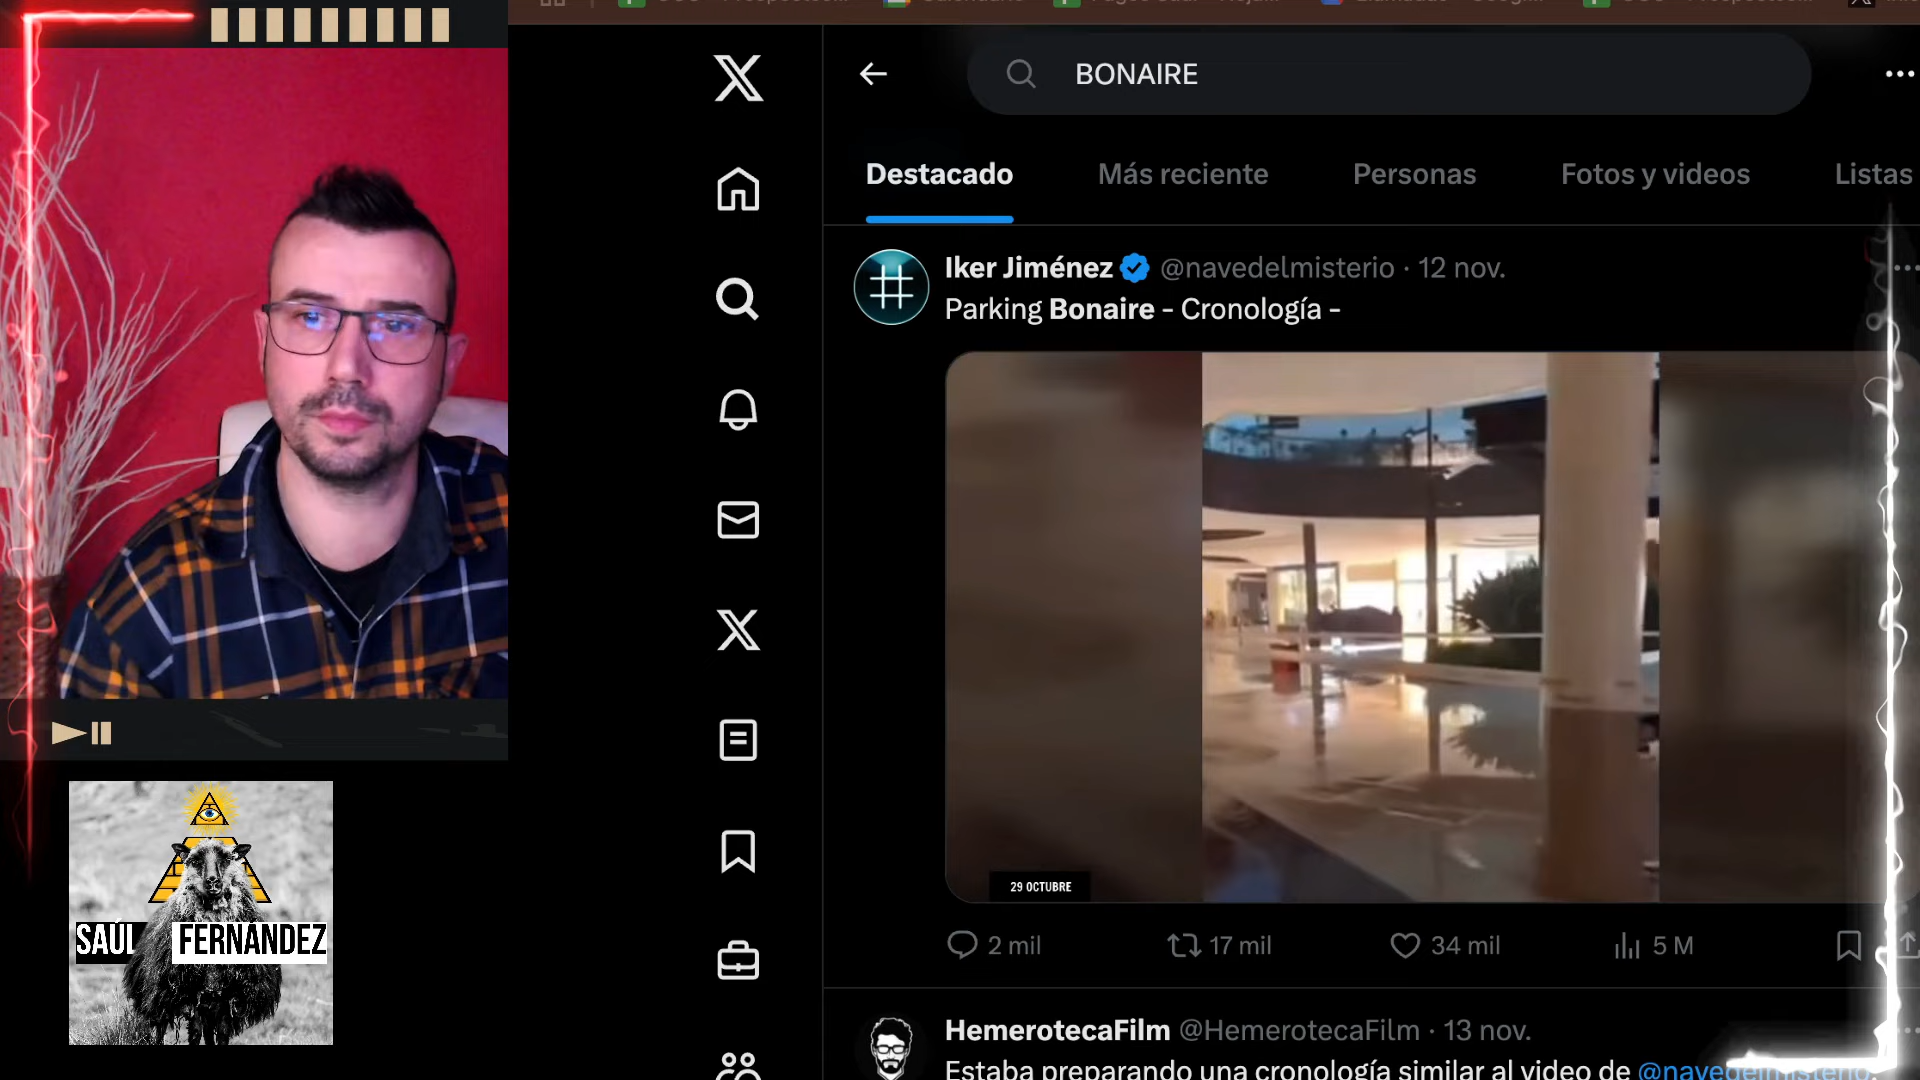 BONAIRE
Destacado
Más reciente
Personas
Fotos y videos
Listas
Iker Jiménez @navedelmisterio · 12 nov.
Parking Bonaire - Cronología -
29 OCTUBRE
2 mil
17 mil
34 mil
5 M
HemerotecaFilm @HemerotecaFilm · 13 nov.
Estaba preparando una cronología similar al video de @navedelmisterio
SAÚL FERNÁNDEZ